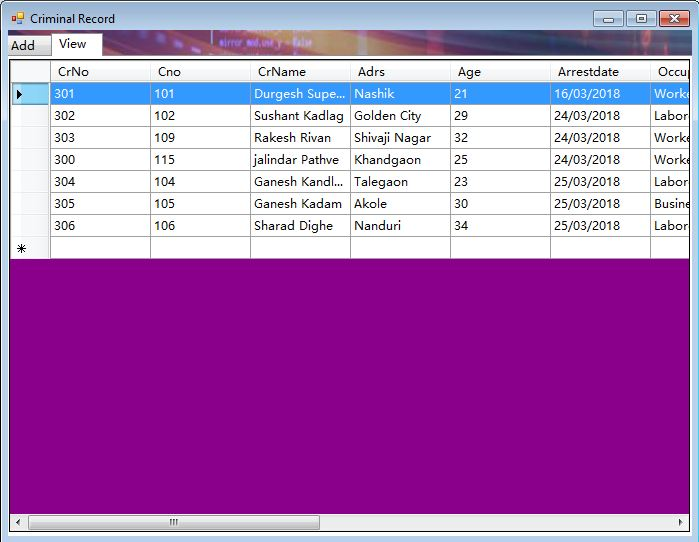 Criminal Record
Add View
CrNo Cno CrName Adrs Age Arrestdate Occup
301 101 Durgesh Supe... Nashik 21 16/03/2018 Worke
302 102 Sushant Kadlag Golden City 29 24/03/2018 Labor
303 109 Rakesh Rivan Shivaji Nagar 32 24/03/2018 Worke
300 115 jalindar Pathve Khandgaon 25 24/03/2018 Worke
304 104 Ganesh Kandl... Talegaon 23 25/03/2018 Labor
305 105 Ganesh Kadam Akole 30 25/03/2018 Busine
306 106 Sharad Dighe Nanduri 34 25/03/2018 Labor